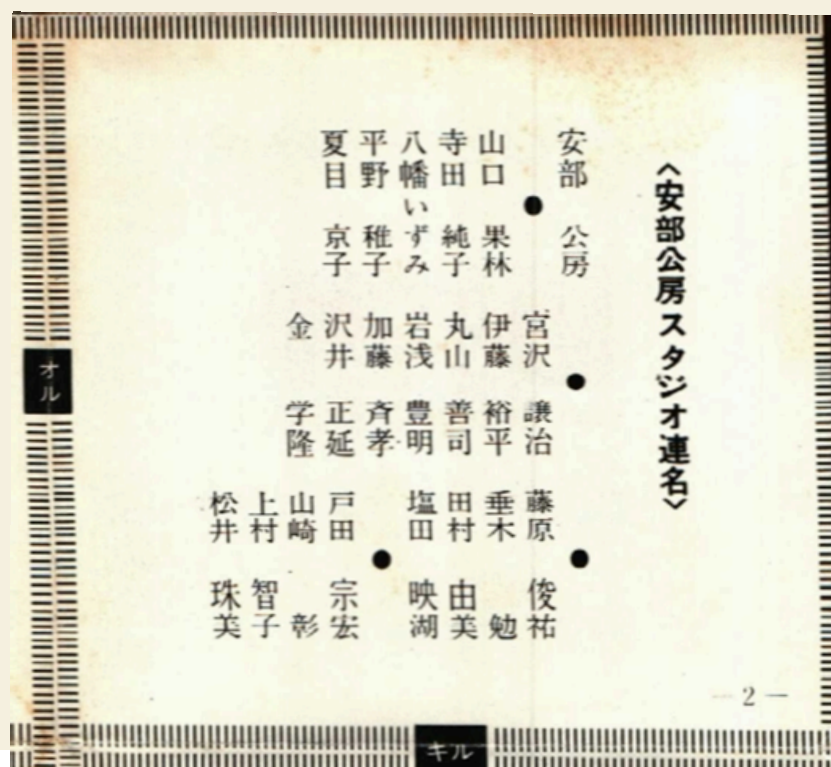 〈安部公房スタジオ連名〉
安部 公房
●
山口 果林
寺田 純子
八幡いずみ
平野 稚子
夏目 京子
●
宮沢 譲治
伊藤 裕平
丸山 善司
岩浅 豊明
加藤 斉孝
沢井 正延
金 学隆
●
藤原 俊祐
垂木 勉
田村 由美
塩田 映湖
●
戸田 宗宏
山崎 彰
上村 智子
松井 珠美
— 2 —
オル
キル